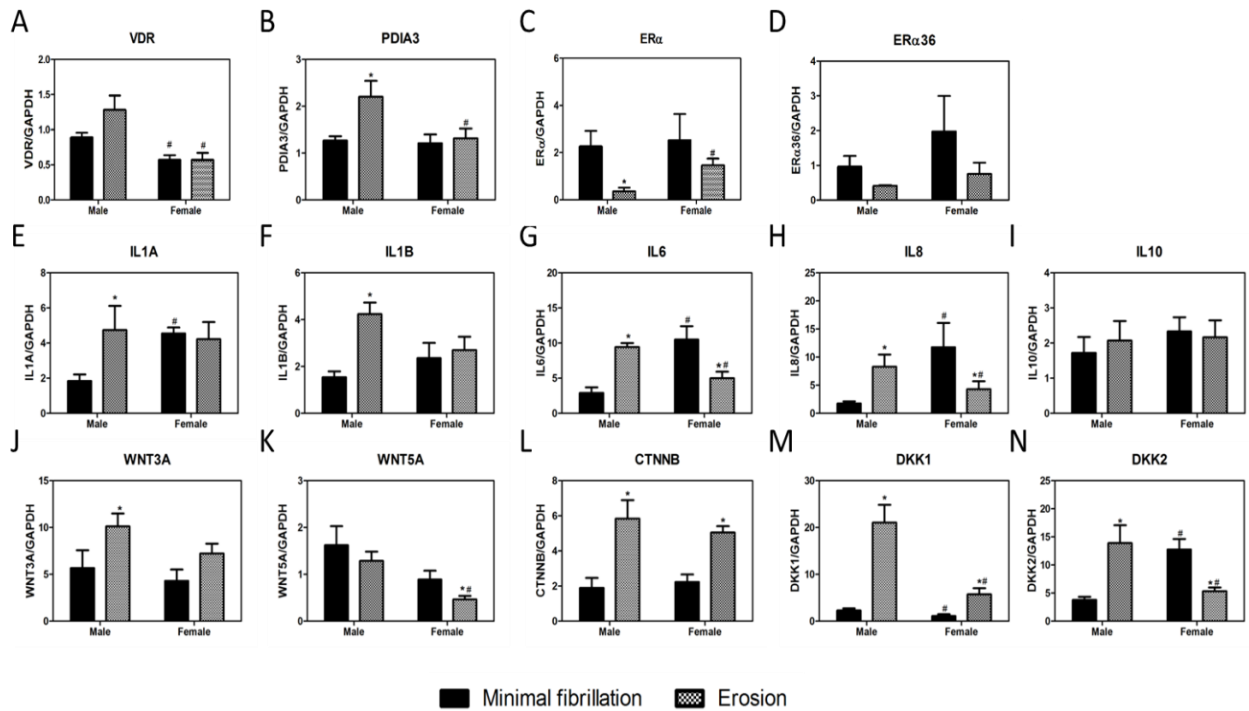 A
VDR
VDR/GAPDH
2.0
1.5
1.0
0.5
0.0
#
#
Male
Female
B
PDIA3
PDIA3/GAPDH
3
2
1
0
*
#
Male
Female
C
ERα
ERα/GAPDH
6
4
2
0
*
#
Male
Female
D
ERα36
ERα36/GAPDH
4
3
2
1
0
Male
Female
E
IL1A
IL1A/GAPDH
8
6
4
2
0
*
#
Male
Female
F
IL1B
IL1B/GAPDH
6
4
2
0
*
Male
Female
G
IL6
IL6/GAPDH
20
15
10
5
0
*
#
*#
Male
Female
H
IL8
IL8/GAPDH
25
20
15
10
5
0
*
#
*#
Male
Female
I
IL10
IL10/GAPDH
4
3
2
1
0
Male
Female
J
WNT3A
WNT3A/GAPDH
15
10
5
0
*
Male
Female
K
WNT5A
WNT5A/GAPDH
3
2
1
0
*#
Male
Female
L
CTNNB
CTNNB/GAPDH
8
6
4
2
0
*
*
Male
Female
M
DKK1
DKK1/GAPDH
30
20
10
0
*
#
*#
Male
Female
N
DKK2
DKK2/GAPDH
25
20
15
10
5
0
*
#
*#
Male
Female
Minimal fibrillation
Erosion